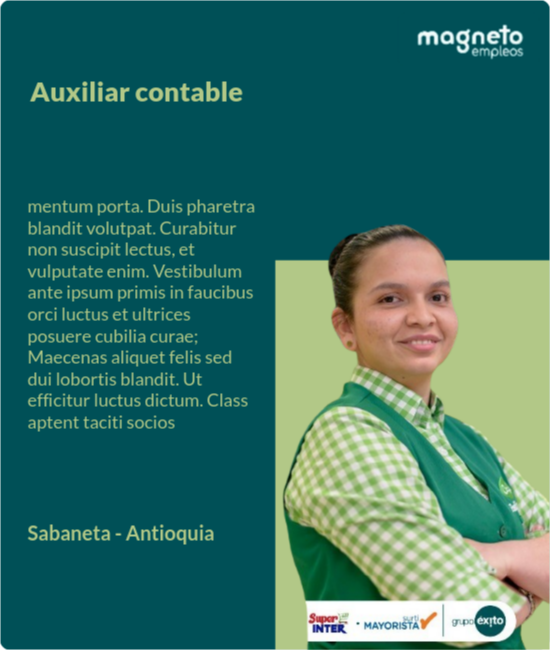 magneto
empleos
Auxiliar contable
mentum porta. Duis pharetra
blandit volutpat. Curabitur
non suscipit lectus, et
vulputate enim. Vestibulum
ante ipsum primis in faucibus
orci luctus et ultrices
posuere cubilia curae;
Maecenas aliquet felis sed
dui lobortis blandit. Ut
efficitur luctus dictum. Class
aptent taciti socios
Sabaneta - Antioquia
Super
INTER
surti
MAYORISTA
grupo éxito